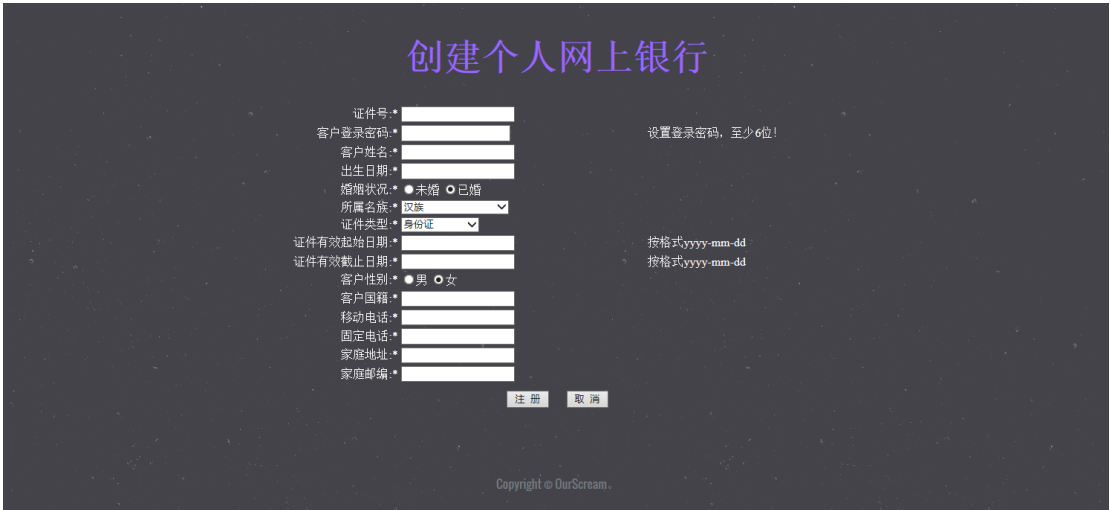 创建个人网上银行
证件号:*
客户登录密码:* 设置登录密码，至少6位!
客户姓名:*
出生日期:*
婚姻状况:* 未婚 已婚
所属名族:* 汉族
证件类型:* 身份证
证件有效起始日期:* 按格式yyyy-mm-dd
证件有效截止日期:* 按格式yyyy-mm-dd
客户性别:* 男 女
客户国籍:*
移动电话:*
固定电话:*
家庭地址:*
家庭邮编:*
注 册 取 消
Copyright © OurScream.